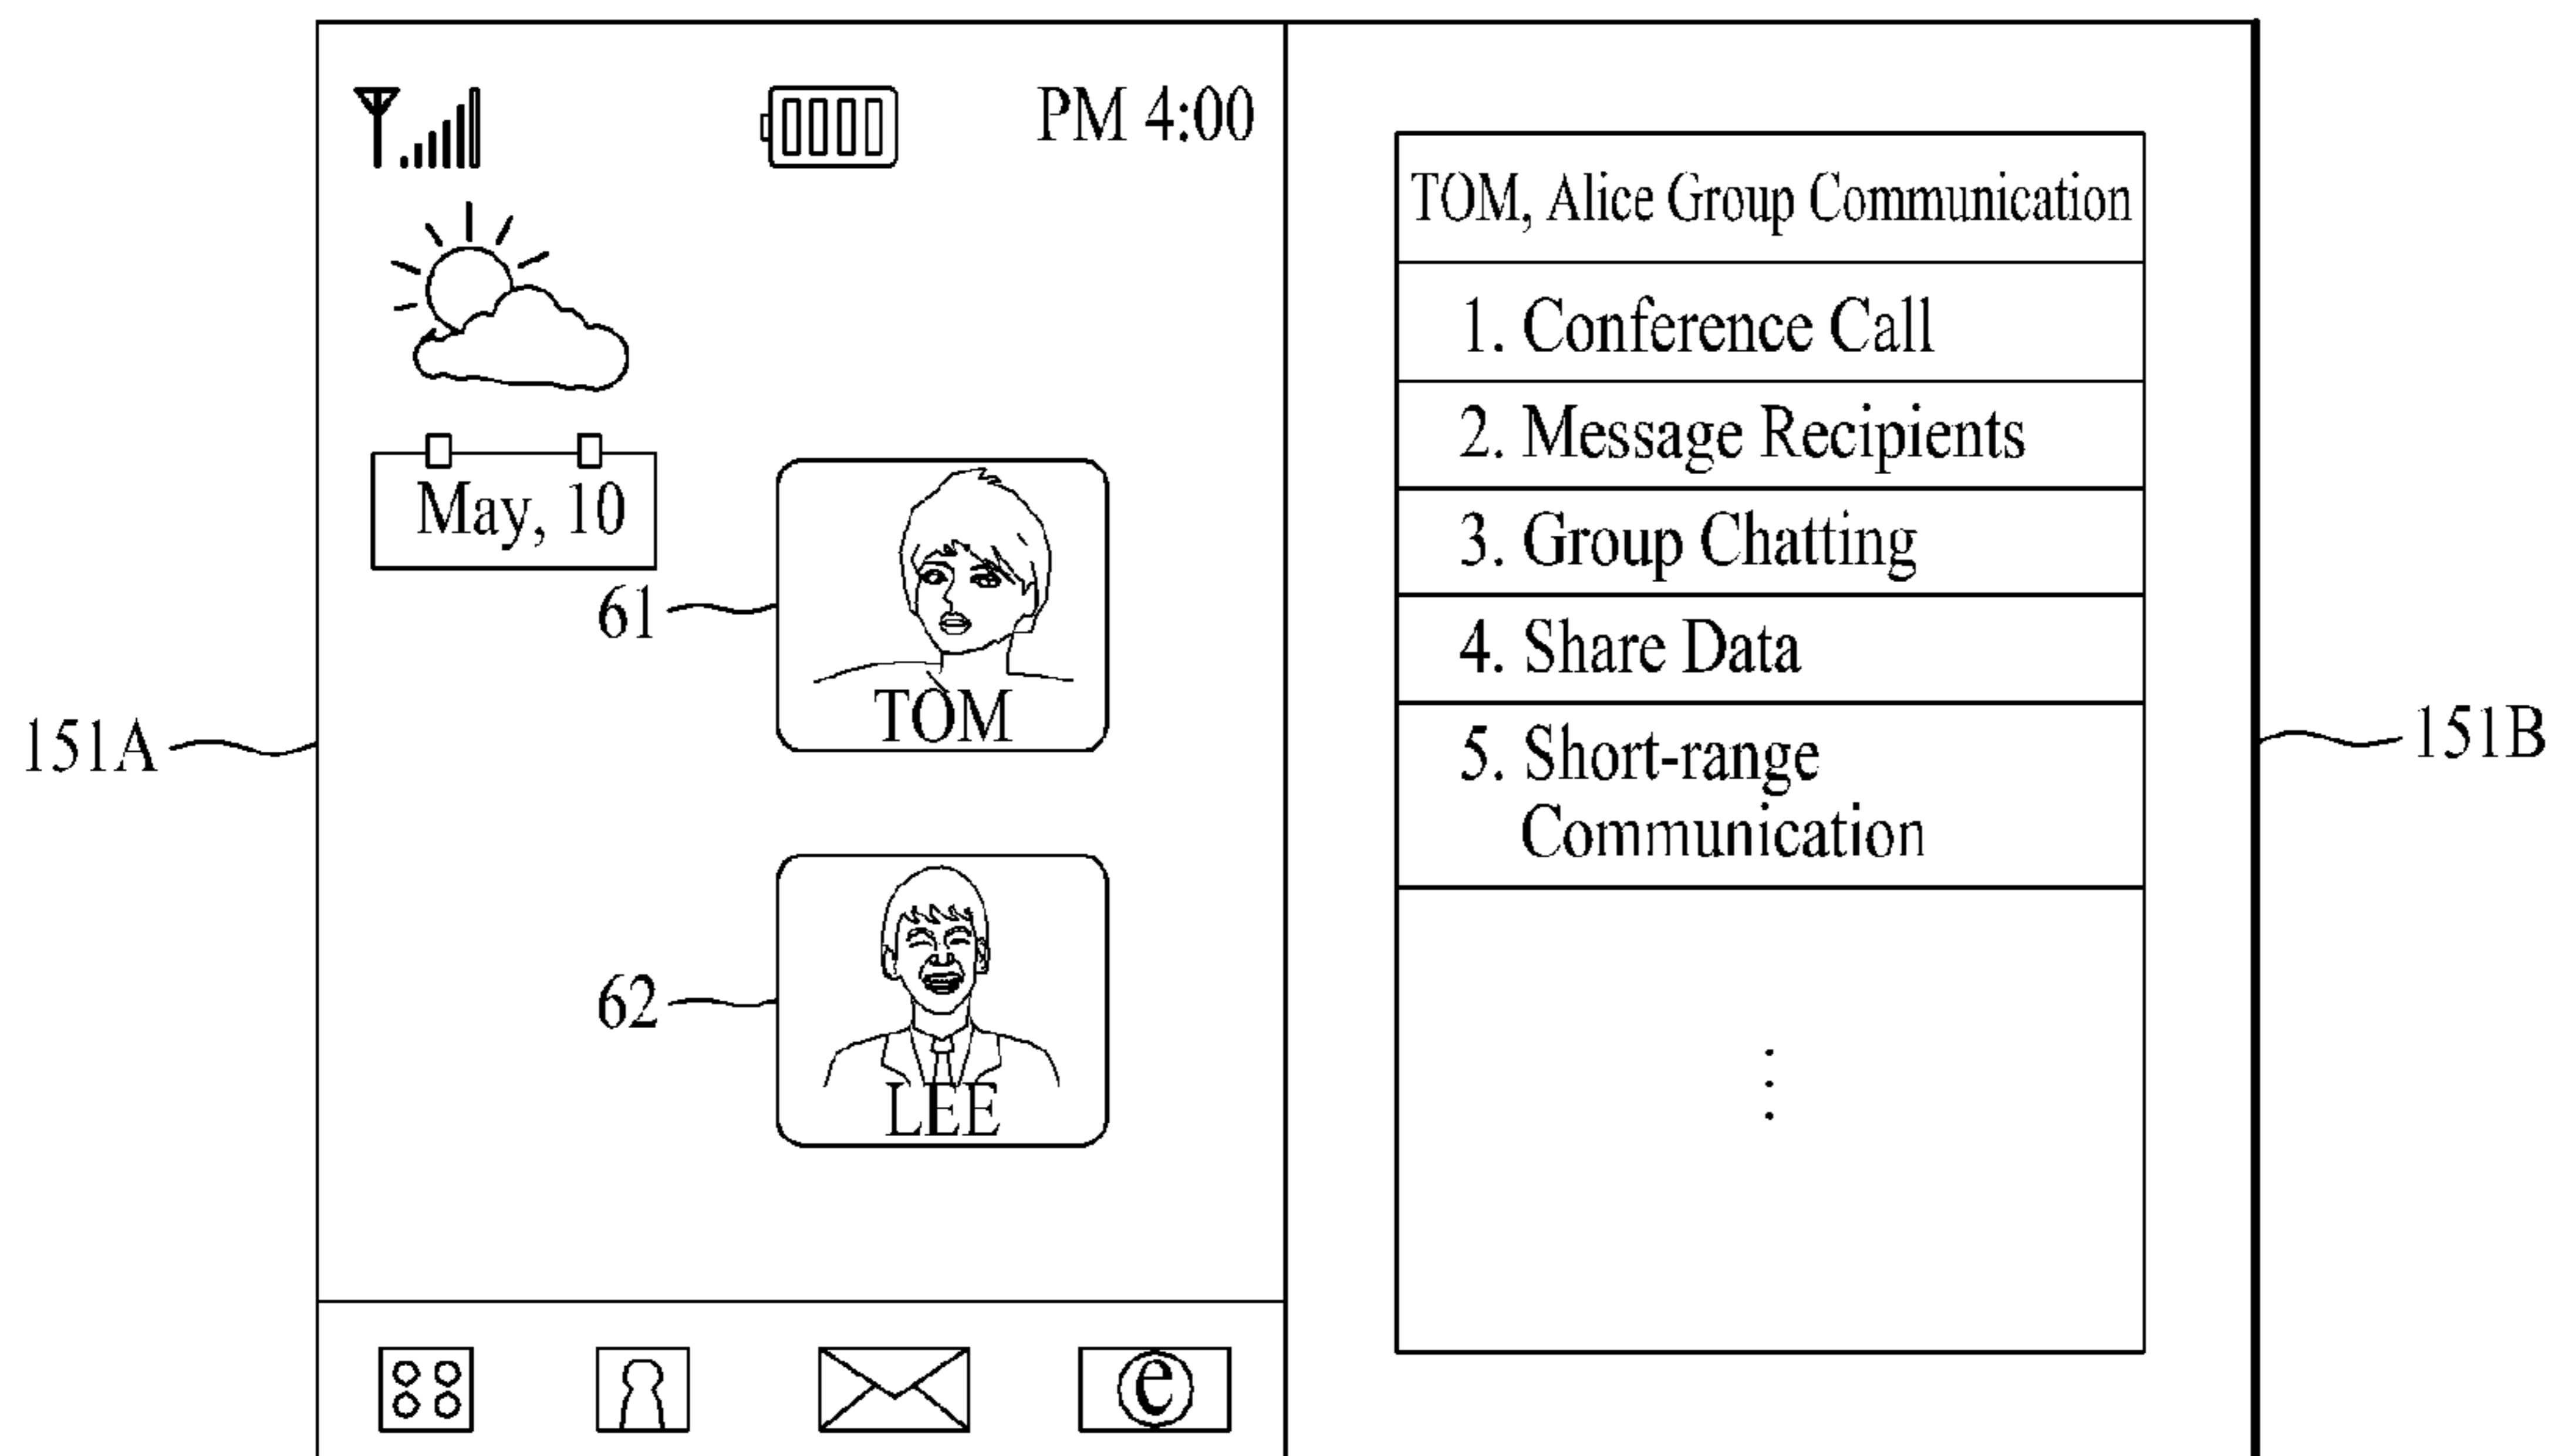 PM 4:00
May, 10
61
TOM
151A
62
LEE
e
TOM, Alice Group Communication
1. Conference Call
2. Message Recipients
3. Group Chatting
4. Share Data
5. Short-range
Communication
151B